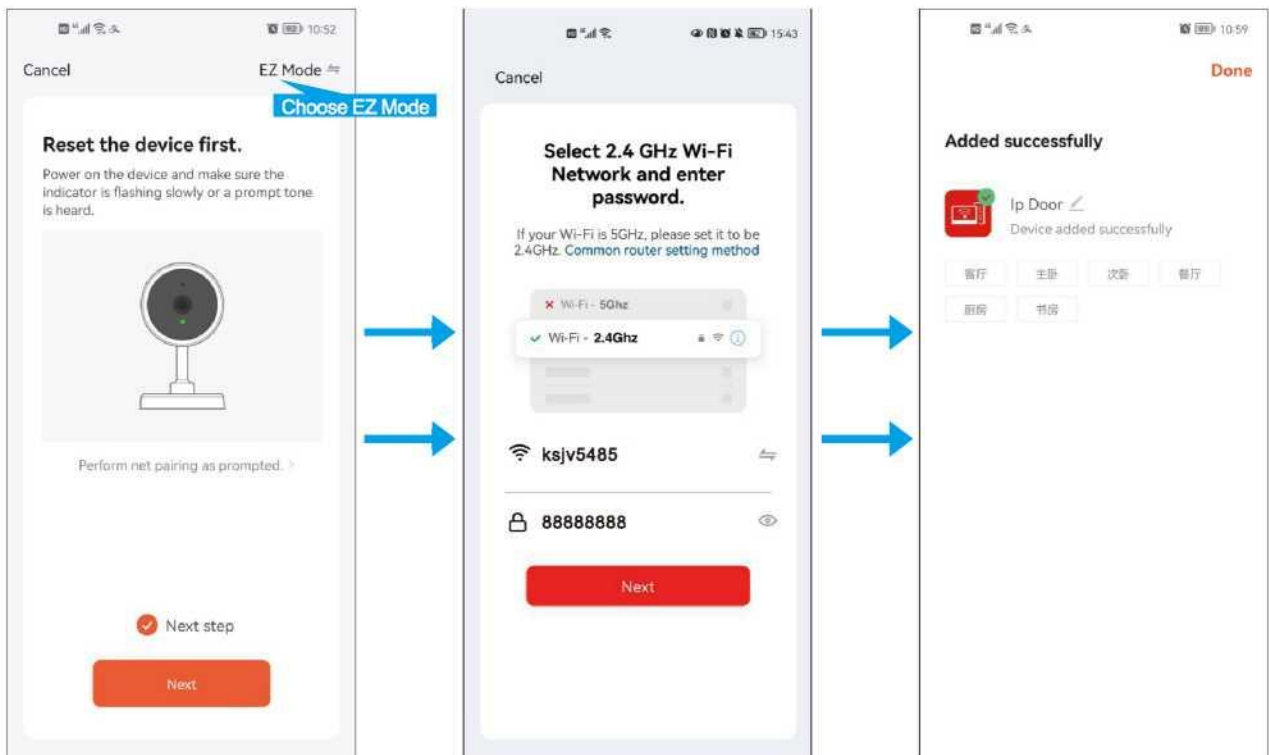 10:52
Cancel
EZ Mode
Choose EZ Mode
Reset the device first.
Power on the device and make sure the
indicator is flashing slowly or a prompt tone
is heard.
Perform net pairing as prompted.
Next step
Next
15:43
Cancel
Select 2.4 GHz Wi-Fi
Network and enter
password.
If your Wi-Fi is 5GHz, please set it to be
2.4GHz. Common router setting method
Wi-Fi - 5Ghz
Wi-Fi - 2.4Ghz
ksjv5485
88888888
Next
10:59
Done
Added successfully
Ip Door
Device added successfully
客厅 主卧 次卧 餐厅
厨房 书房